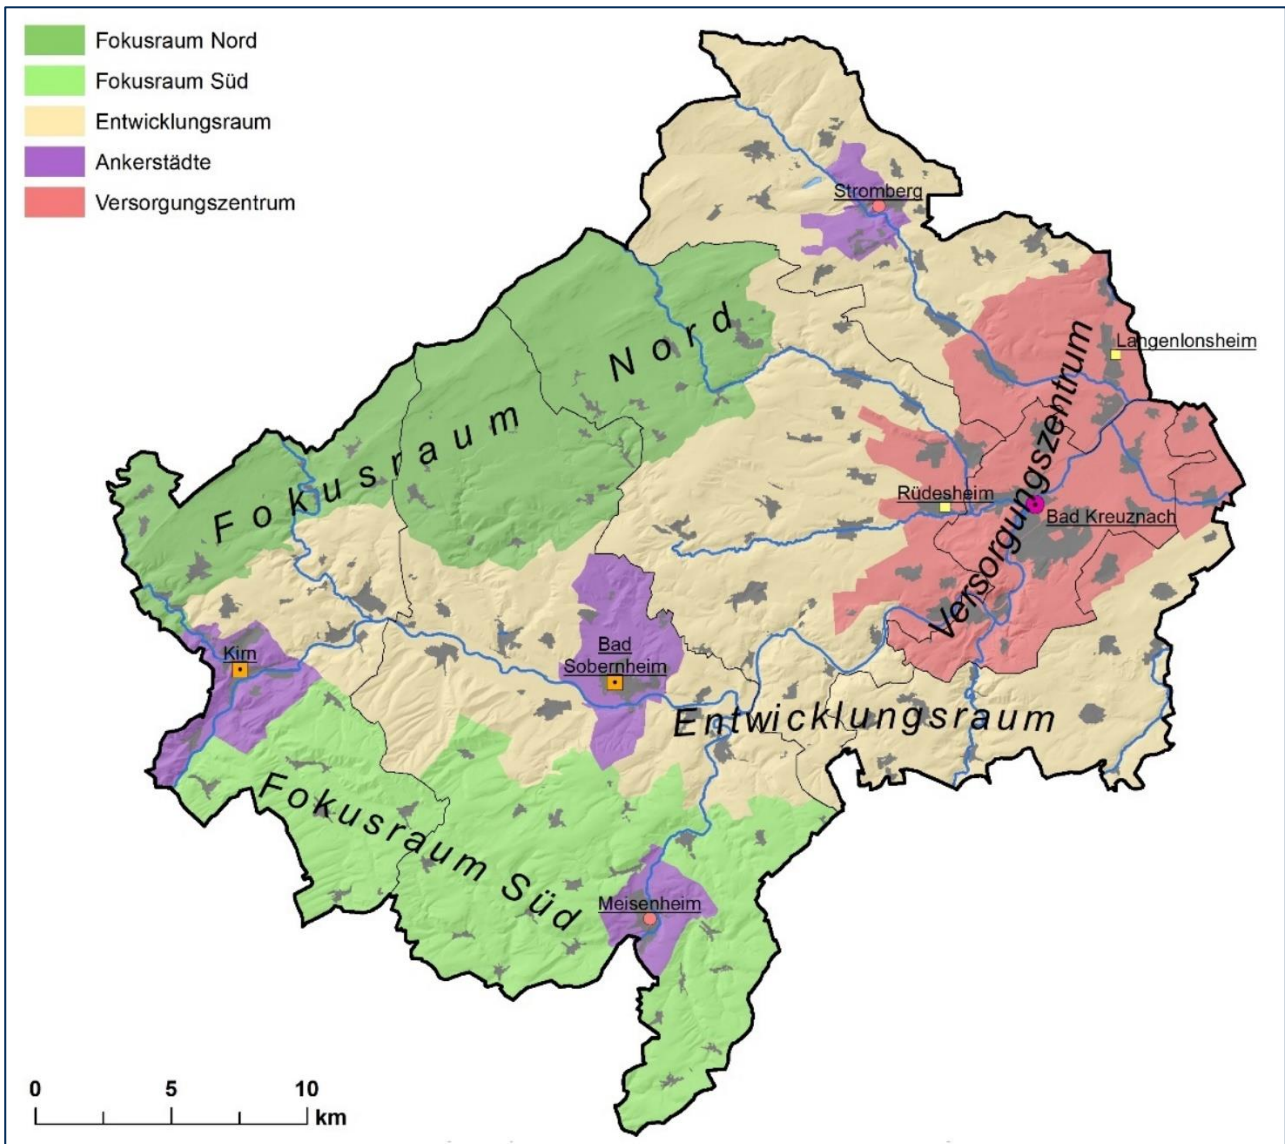 Fokusraum Nord
Fokusraum Süd
Entwicklungsraum
Ankerstädte
Versorgungszentrum
Stromberg
Langenlonsheim
Fokusraum Nord
Versorgungszentrum
Rüdesheim
Bad Kreuznach
Kirn
Bad
Sobernheim
Entwicklungsraum
Fokusraum Süd
Meisenheim
0 5 10
km